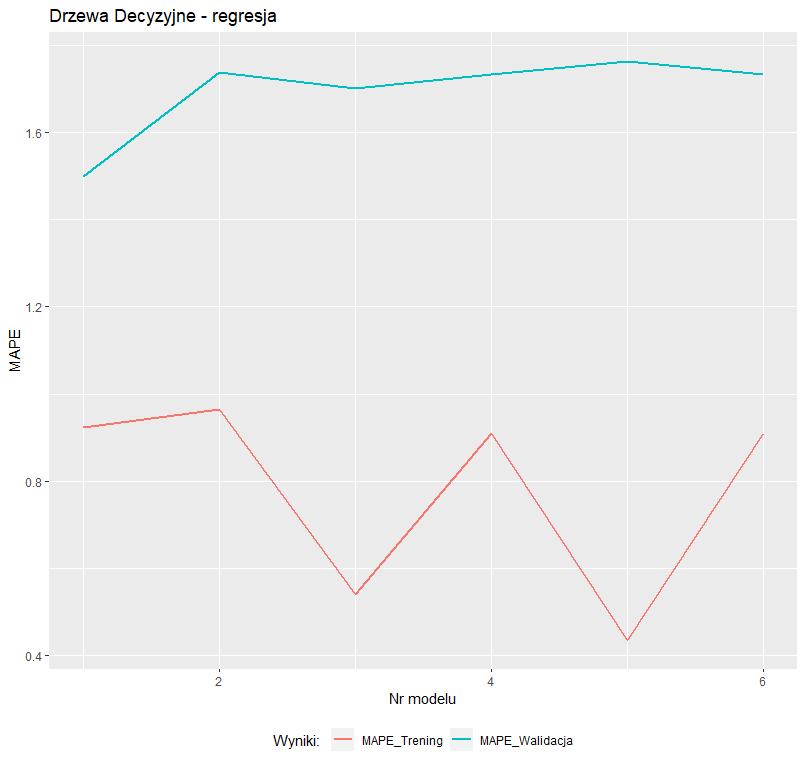 Drzewa Decyzyjne - regresja
MAPE
1.6
1.2
0.8
0.4
2 4 6
Nr modelu
Wyniki: MAPE_Trening MAPE_Walidacja